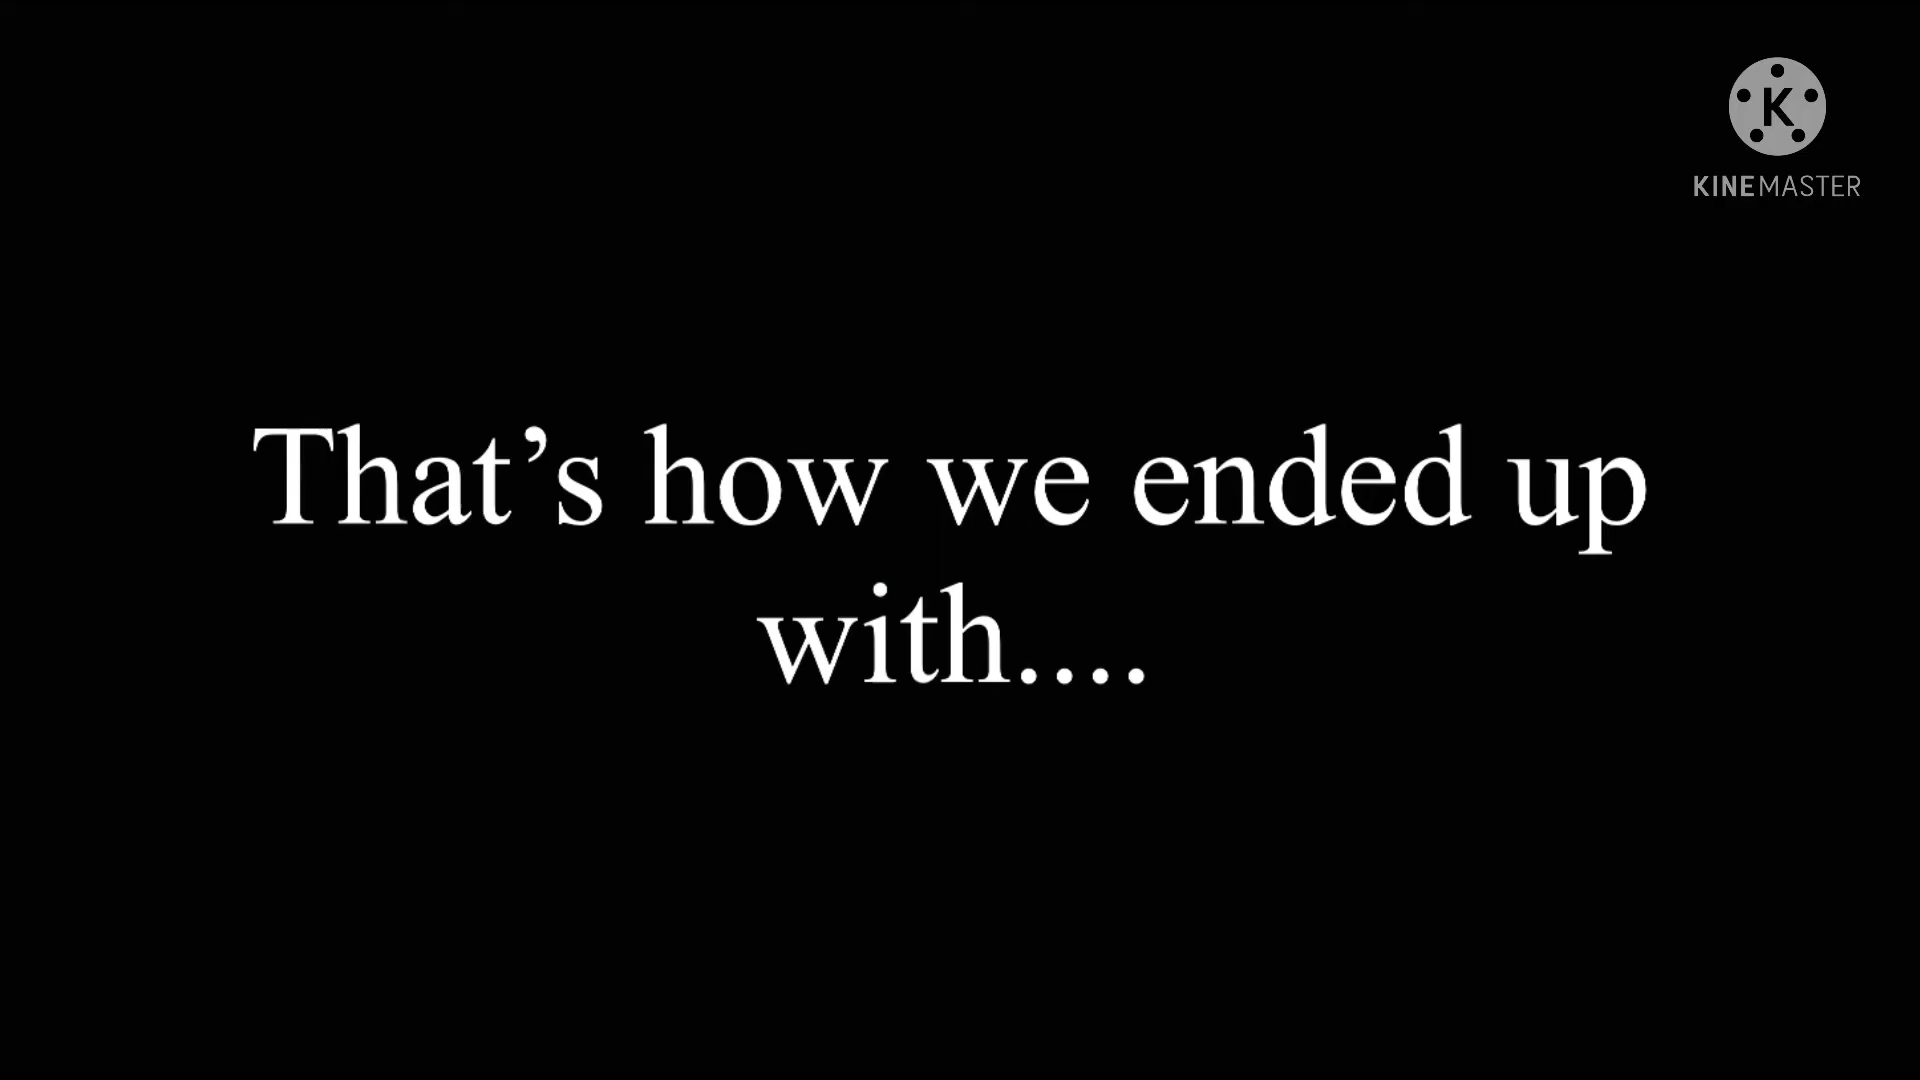 K
KINEMASTER
That’s how we ended up
with....